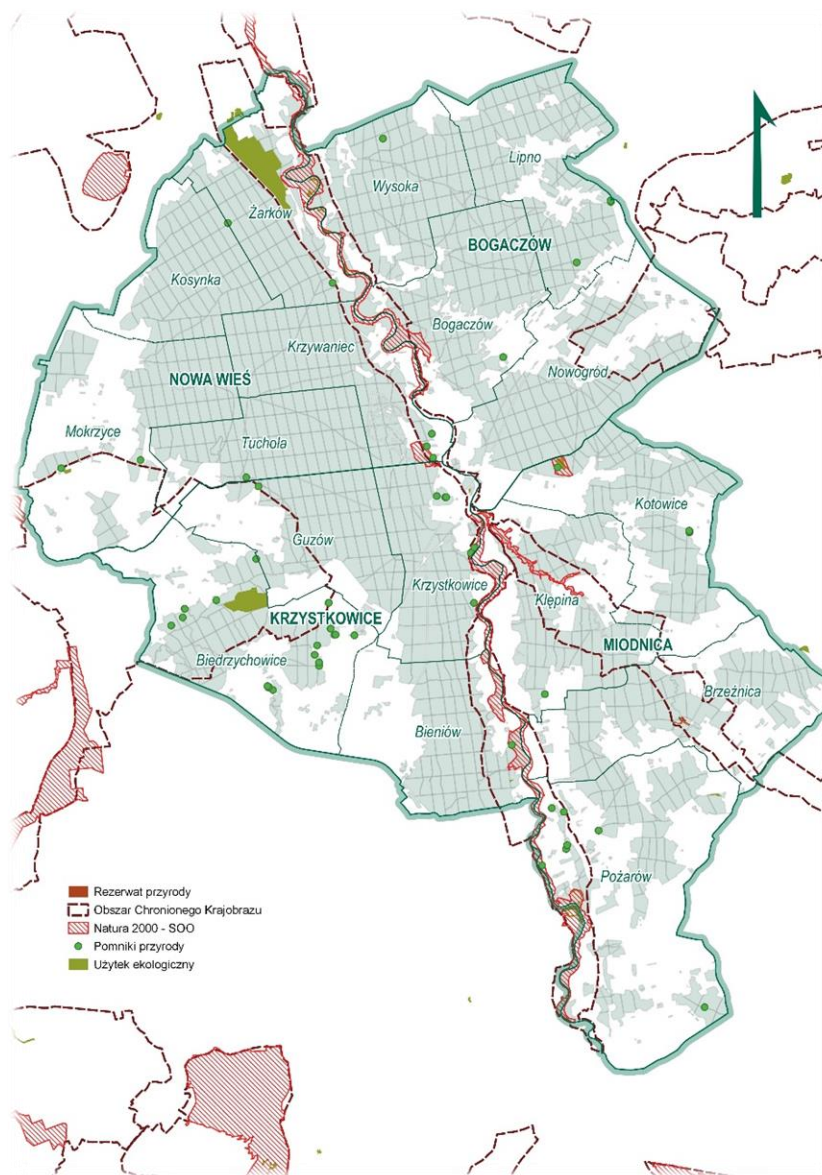 Lipno
Wysoka
Żarków
BOGACZÓW
Kosynka
Bogaczów
Krzywaniec
Nowogród
NOWA WIEŚ
Mokrzyce
Tuchoła
Kotowice
Guzów
Krzystkowice
Klępina
KRZYSTKOWICE
MIODNICA
Biedrzychowice
Brzeźnica
Bieniów
Pożarów
Rezerwat przyrody
Obszar Chronionego Krajobrazu
Natura 2000 - SOO
Pomniki przyrody
Użytek ekologiczny